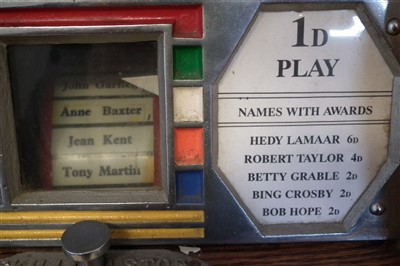 John Garfi
Anne Baxter
Jean Kent
Tony Martin
1D
PLAY
NAMES WITH AWARDS
HEDY LAMAAR 6D
ROBERT TAYLOR 4D
BETTY GRABLE 2D
BING CROSBY 2D
BOB HOPE 2D